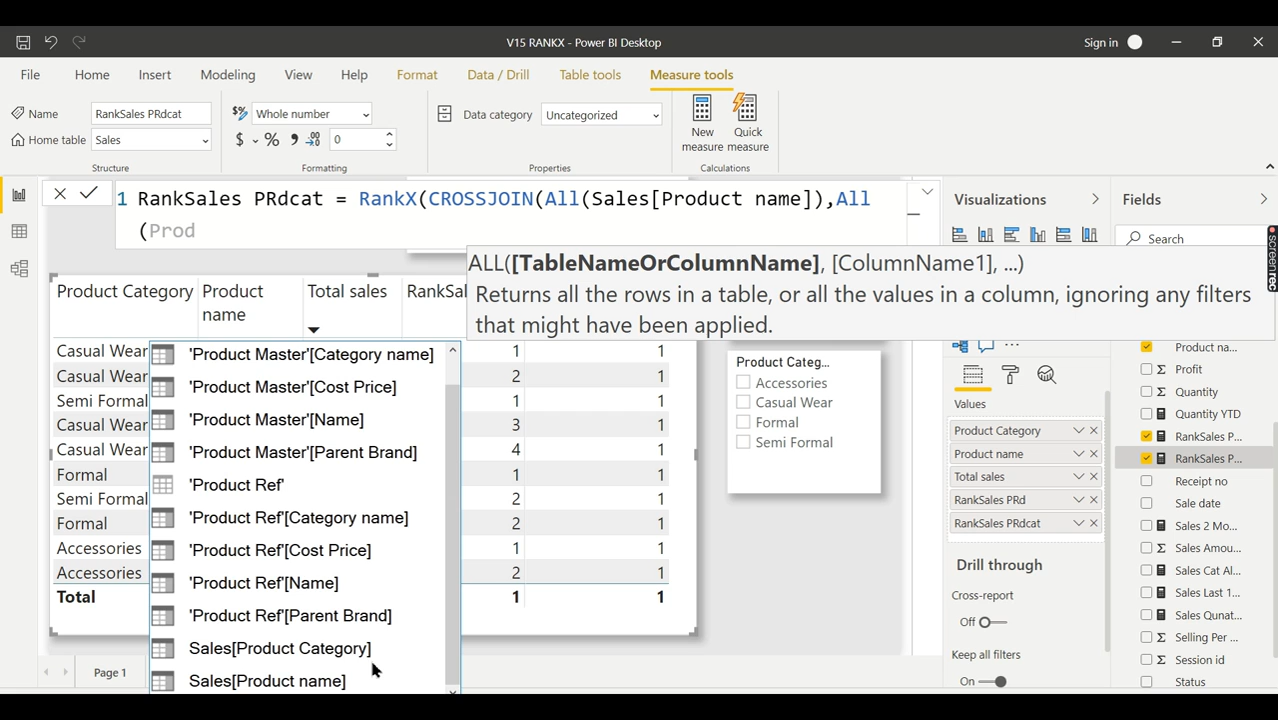 V15 RANKX - Power BI Desktop
Sign in
File Home Insert Modeling View Help Format Data / Drill Table tools Measure tools
Name RankSales PRdcat
$% Whole number
Data category Uncategorized
New measure
Quick measure
Home table Sales
$ % 9 .00 0
Structure
Formatting
Properties
Calculations
1 RankSales PRdcat = RankX(CROSSJOIN(All(Sales[Product name]),All
(Prod
Visualizations
Fields
Search
ALL([TableNameOrColumnName], [ColumnName1], ...)
Returns all the rows in a table, or all the values in a column, ignoring any filters
that might have been applied.
screenrec
Product Category Product name Total sales RankSal
Casual Wear 1 1
Casual Wear 2 1
Semi Formal 1 1
Casual Wear 3 1
Casual Wear 4 1
Formal 1 1
Semi Formal 2 1
Formal 2 1
Accessories 1 1
Accessories 2 1
Total 1 1
'Product Master'[Category name]
'Product Master'[Cost Price]
'Product Master'[Name]
'Product Master'[Parent Brand]
'Product Ref'
'Product Ref'[Category name]
'Product Ref'[Cost Price]
'Product Ref'[Name]
'Product Ref'[Parent Brand]
Sales[Product Category]
Sales[Product name]
Product Categ...
Accessories
Casual Wear
Formal
Semi Formal
Values
Product Category
Product name
Total sales
RankSales PRd
RankSales PRdcat
Drill through
Cross-report
Off
Keep all filters
On
Product na...
Σ Profit
Σ Quantity
Quantity YTD
RankSales P...
RankSales P...
Receipt no
Sale date
Sales 2 Mo...
Σ Sales Amou...
Sales Cat Al...
Sales Last 1...
Sales Qunat...
Σ Selling Per ...
Σ Session id
Status
Page 1